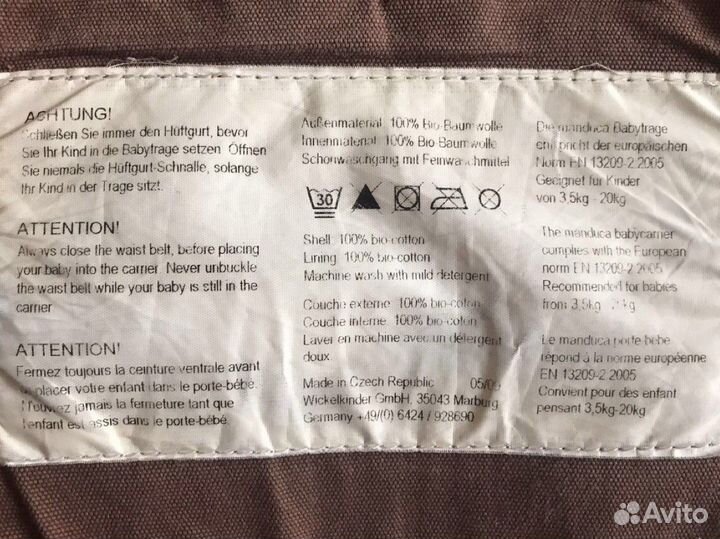 ACHTUNG!
Schließen Sie immer den Hüftgurt, bevor
Sie Ihr Kind in die Babytrage setzen. Öffnen
Sie niemals die Hüftgurt-Schnalle, solange
Ihr Kind in der Trage sitzt.
ATTENTION!
Always close the waist belt, before placing
your baby into the carrier. Never unbuckle
the waist belt while your baby is still in the
carrier
ATTENTION!
Fermez toujours la ceinture ventrale avant
placer votre enfant dans le porte-bébé.
N'ouvrez jamais la fermeture tant que
l'enfant est assis dans le porte-bébé.
Außenmaterial 100% Bio-Baumwolle
Innenmaterial 100% Bio-Baumwolle
Schonwaschgang mit Feinwaschmittel
30
Shell: 100% bio-cotton
Lining: 100% bio-cotton
Machine wash with mild detergent
Couche externe: 100% bio-coton
Couche interne: 100% bio-coton
Laver en machine avec un détergent
doux.
Made in Czech Republic 05/09
Wickelkinder GmbH, 35043 Marburg
Germany +49/(0) 6424 / 928690
Die manduca Babytrage
entspricht der europäischen
Norm EN 13209-2:2005
Geeignet für Kinder
von 3,5kg - 20kg
The manduca babycarrier
complies with the European
norm EN 13209-2:2005
Recommended for babies
from 3,5kg
Le manduca porte-bébé
répond à la norme européenne
EN 13209-2:2005
Convient pour des enfant
pensant 3,5kg-20kg
Avito